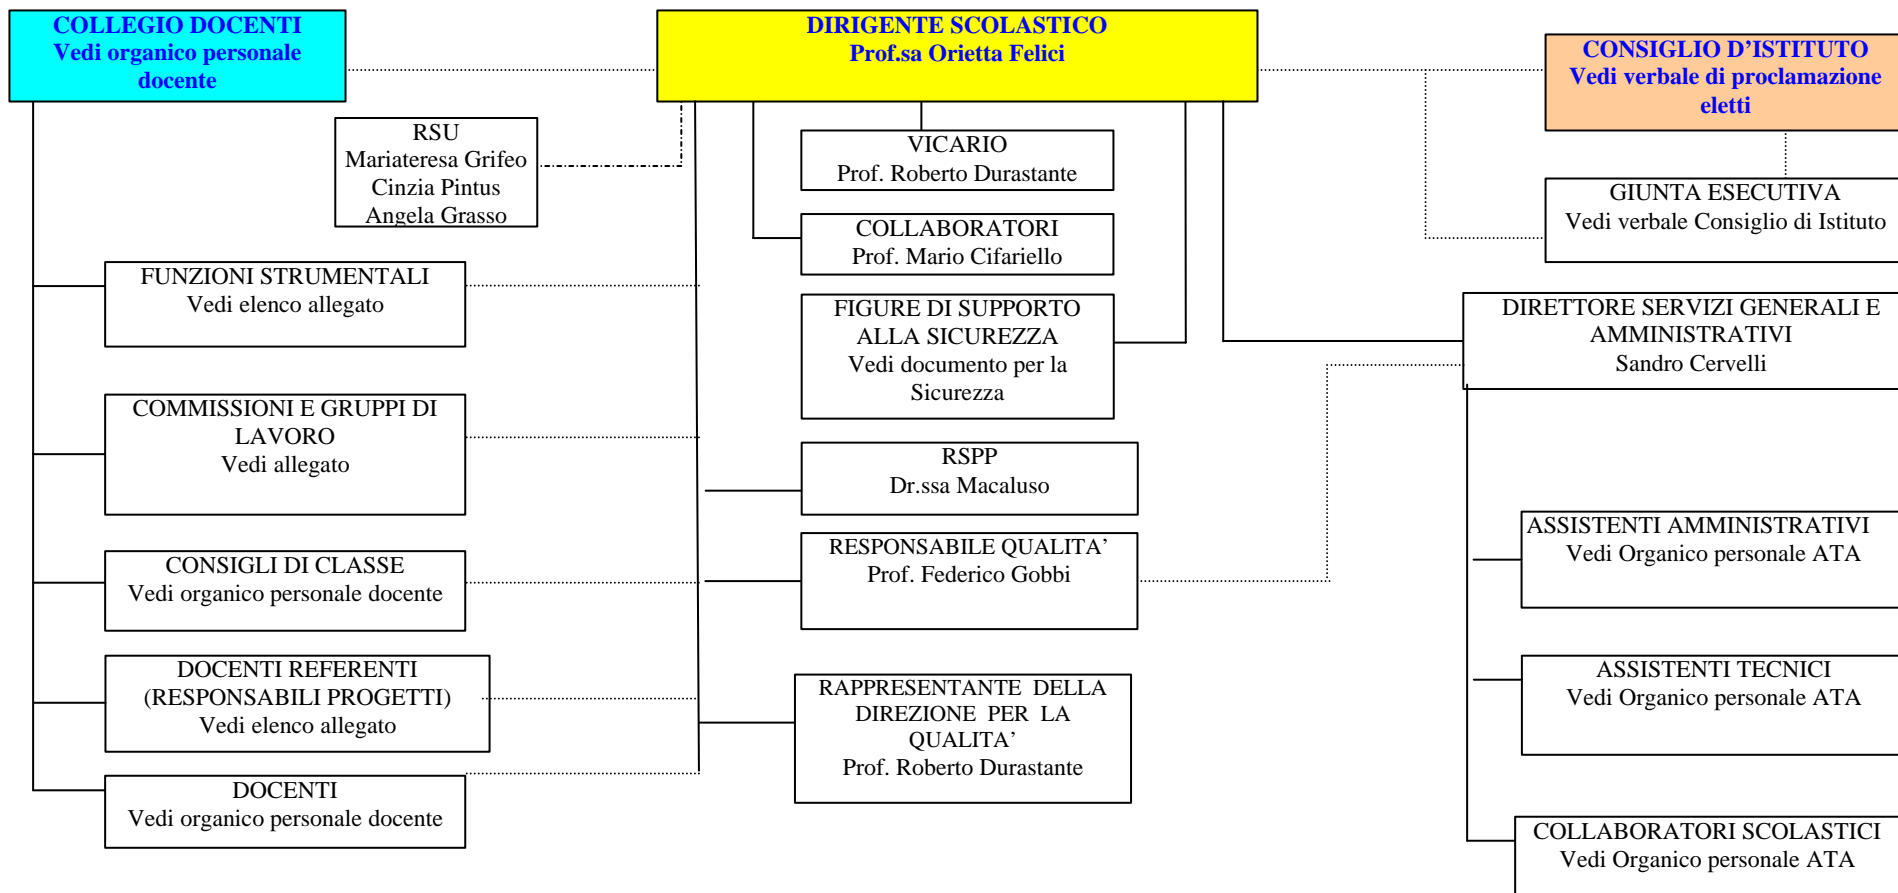 COLLEGIO DOCENTI
Vedi organico personale
docente
DIRIGENTE SCOLASTICO
Prof.sa Orietta Felici
CONSIGLIO D’ISTITUTO
Vedi verbale di proclamazione
eletti
RSU
Mariateresa Grifeo
Cinzia Pintus
Angela Grasso
VICARIO
Prof. Roberto Durastante
GIUNTA ESECUTIVA
Vedi verbale Consiglio di Istituto
COLLABORATORI
Prof. Mario Cifariello
FUNZIONI STRUMENTALI
Vedi elenco allegato
FIGURE DI SUPPORTO
ALLA SICUREZZA
Vedi documento per la
Sicurezza
DIRETTORE SERVIZI GENERALI E
AMMINISTRATIVI
Sandro Cervelli
COMMISSIONI E GRUPPI DI
LAVORO
Vedi allegato
RSPP
Dr.ssa Macaluso
ASSISTENTI AMMINISTRATIVI
Vedi Organico personale ATA
CONSIGLI DI CLASSE
Vedi organico personale docente
RESPONSABILE QUALITA’
Prof. Federico Gobbi
DOCENTI REFERENTI
(RESPONSABILI PROGETTI)
Vedi elenco allegato
RAPPRESENTANTE DELLA
DIREZIONE PER LA
QUALITA’
Prof. Roberto Durastante
ASSISTENTI TECNICI
Vedi Organico personale ATA
DOCENTI
Vedi organico personale docente
COLLABORATORI SCOLASTICI
Vedi Organico personale ATA